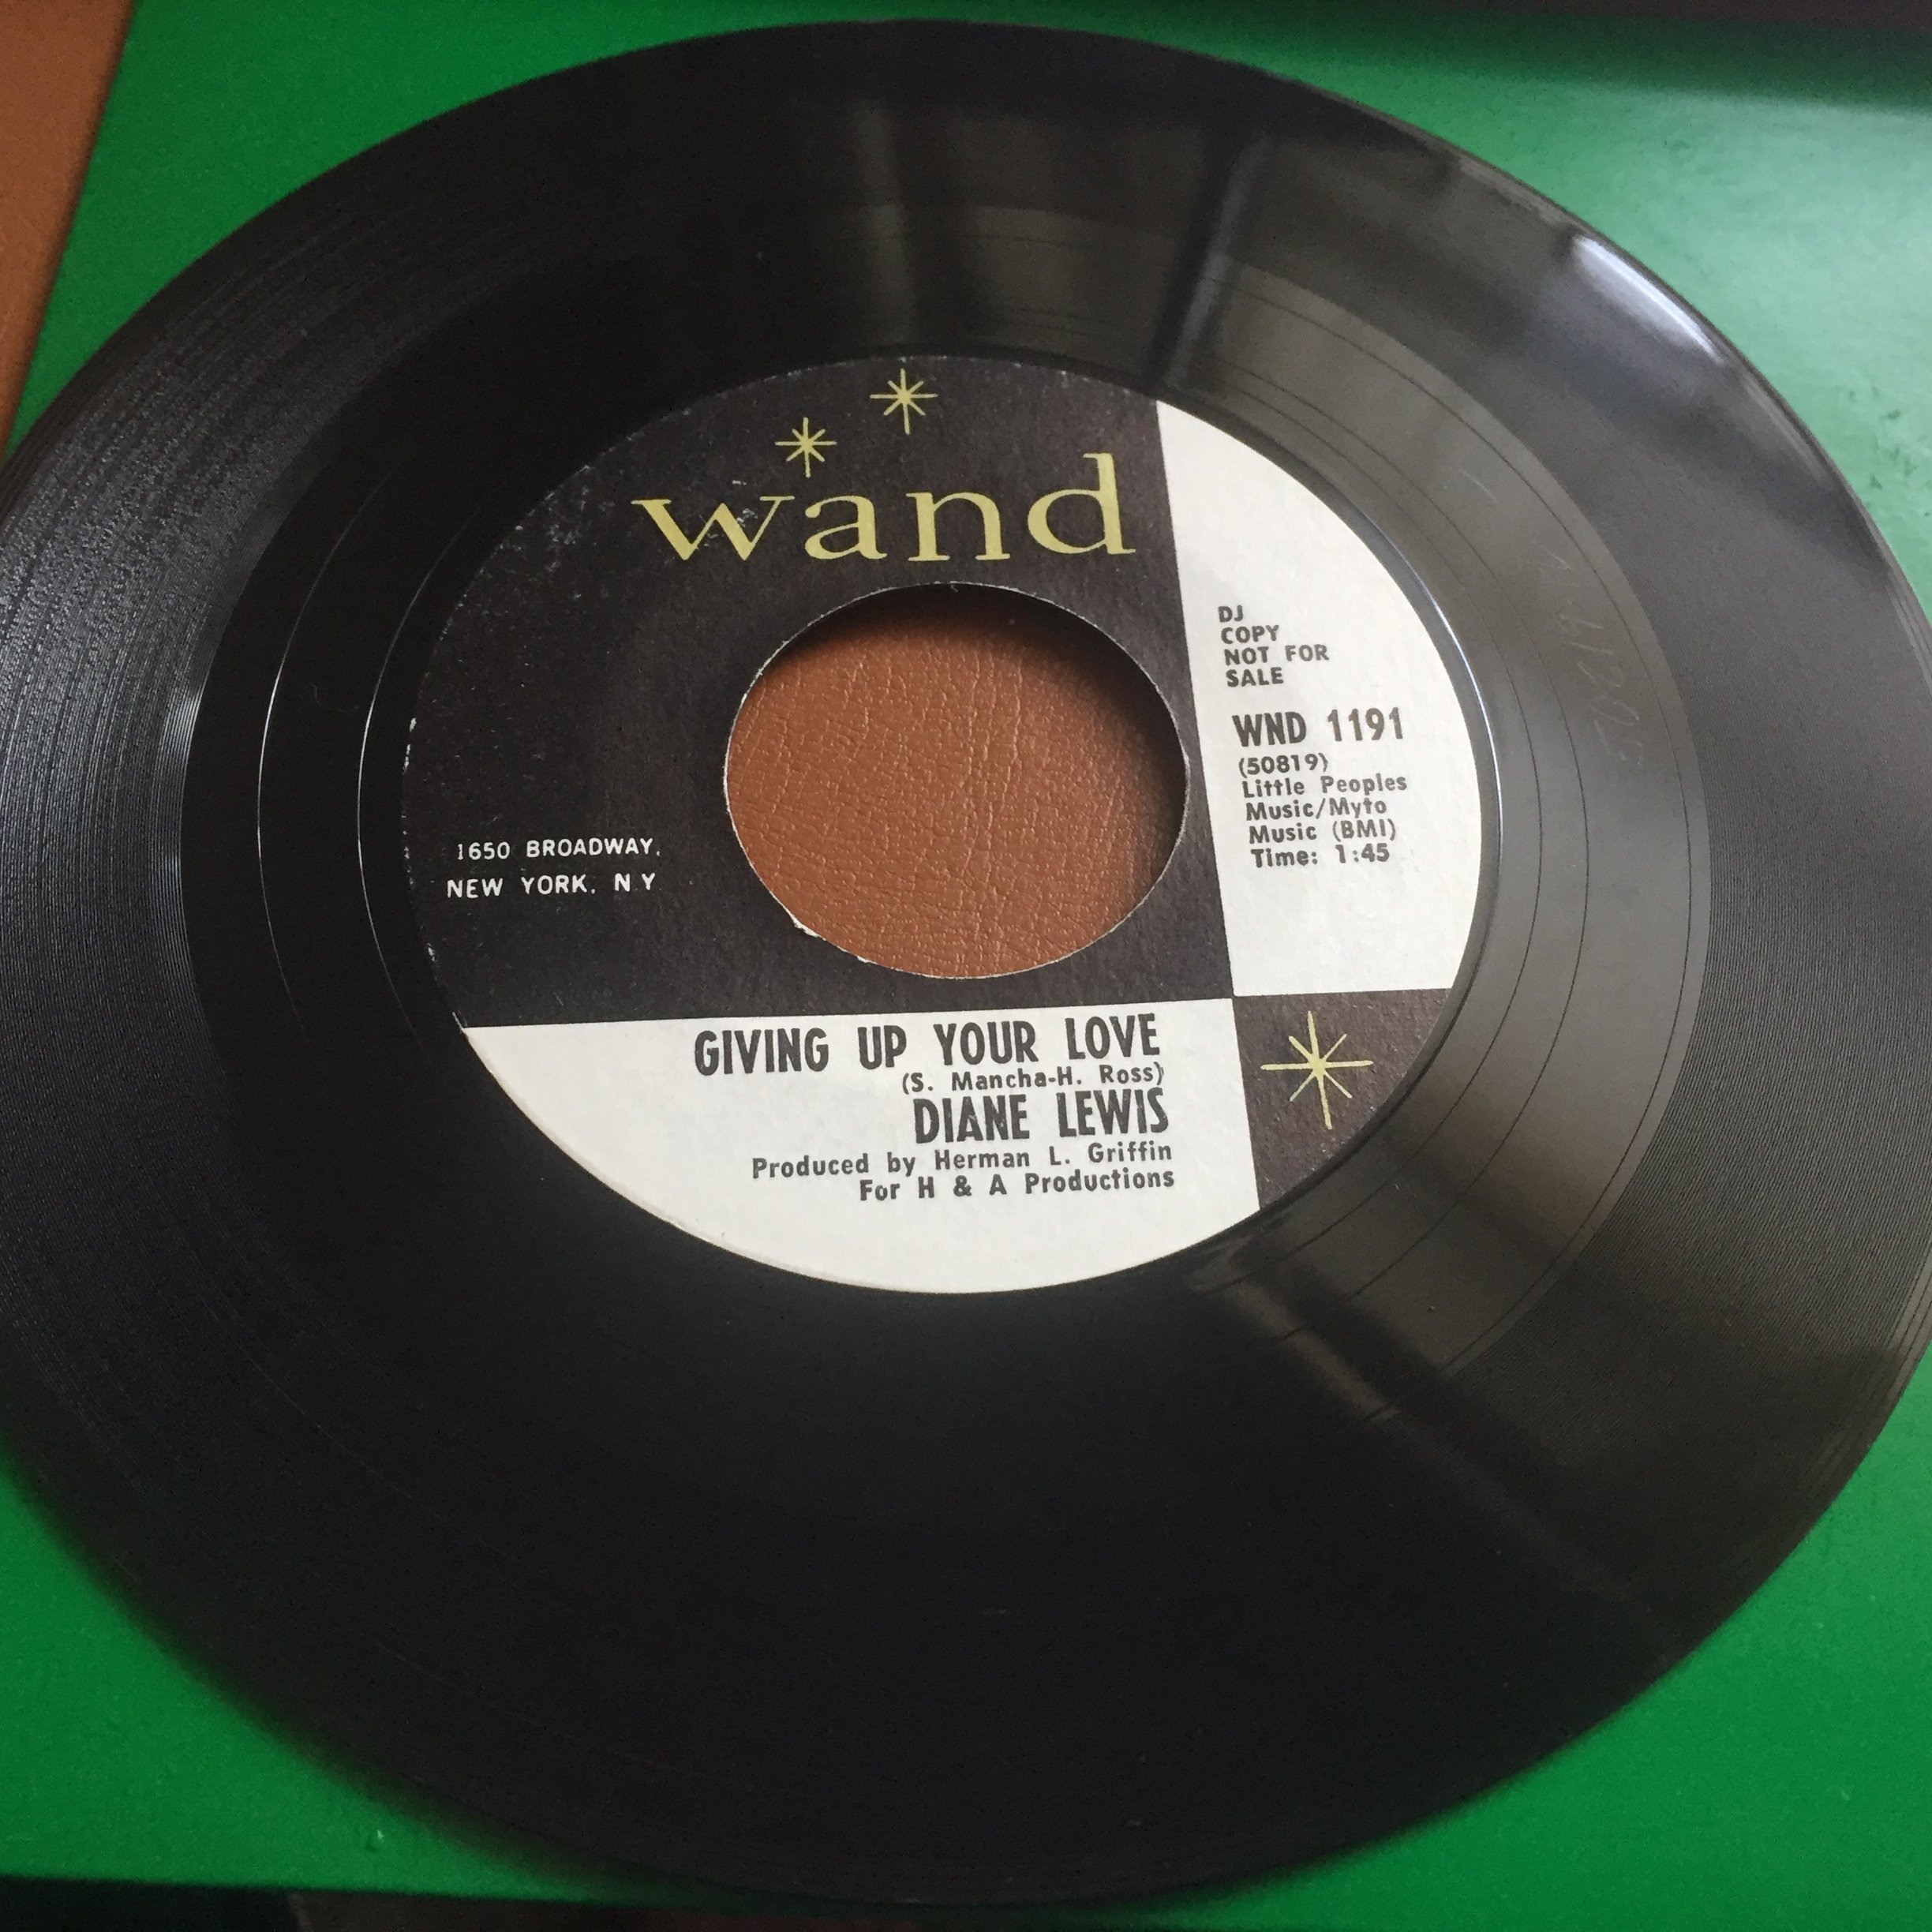 wand
DJ
COPY
NOT FOR
SALE
WND 1191
(50819)
Little Peoples
Music/Myto
Music (BMI)
Time: 1:45
1650 BROADWAY,
NEW YORK, N Y
GIVING UP YOUR LOVE
(S. Mancha-H. Ross)
DIANE LEWIS
Produced by Herman L. Griffin
For H & A Productions